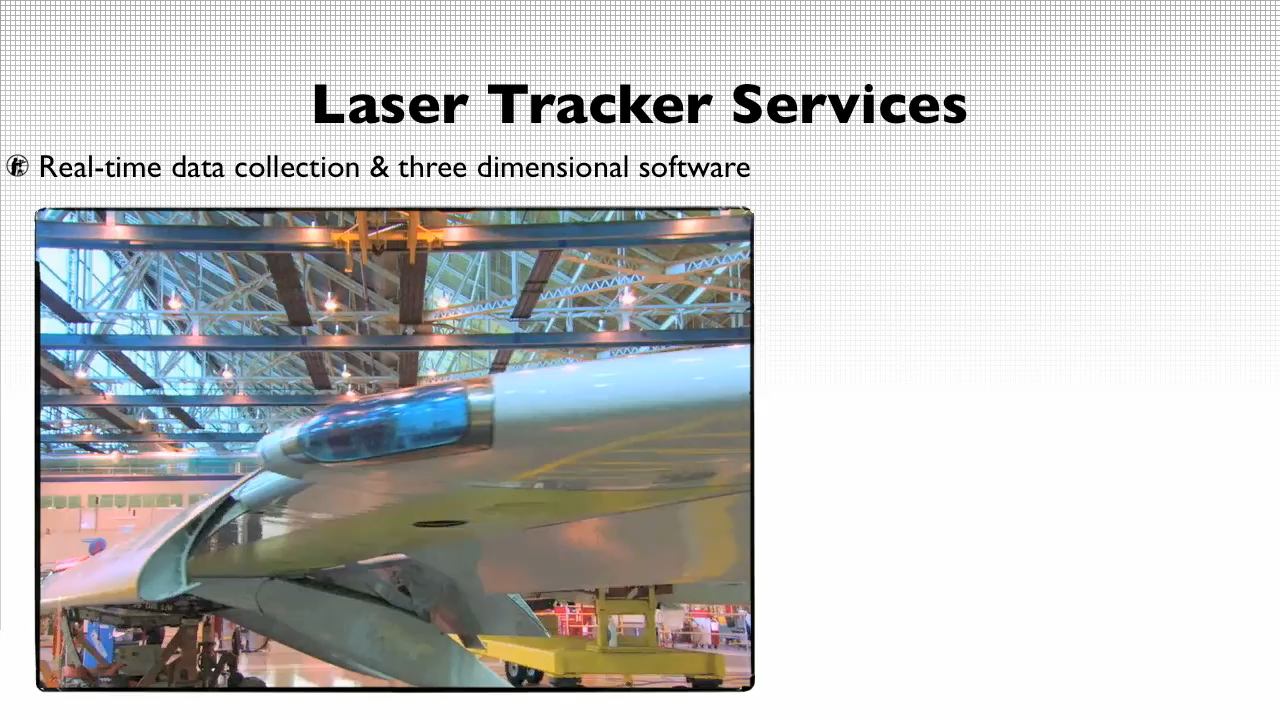 Laser Tracker Services
Real-time data collection & three dimensional software